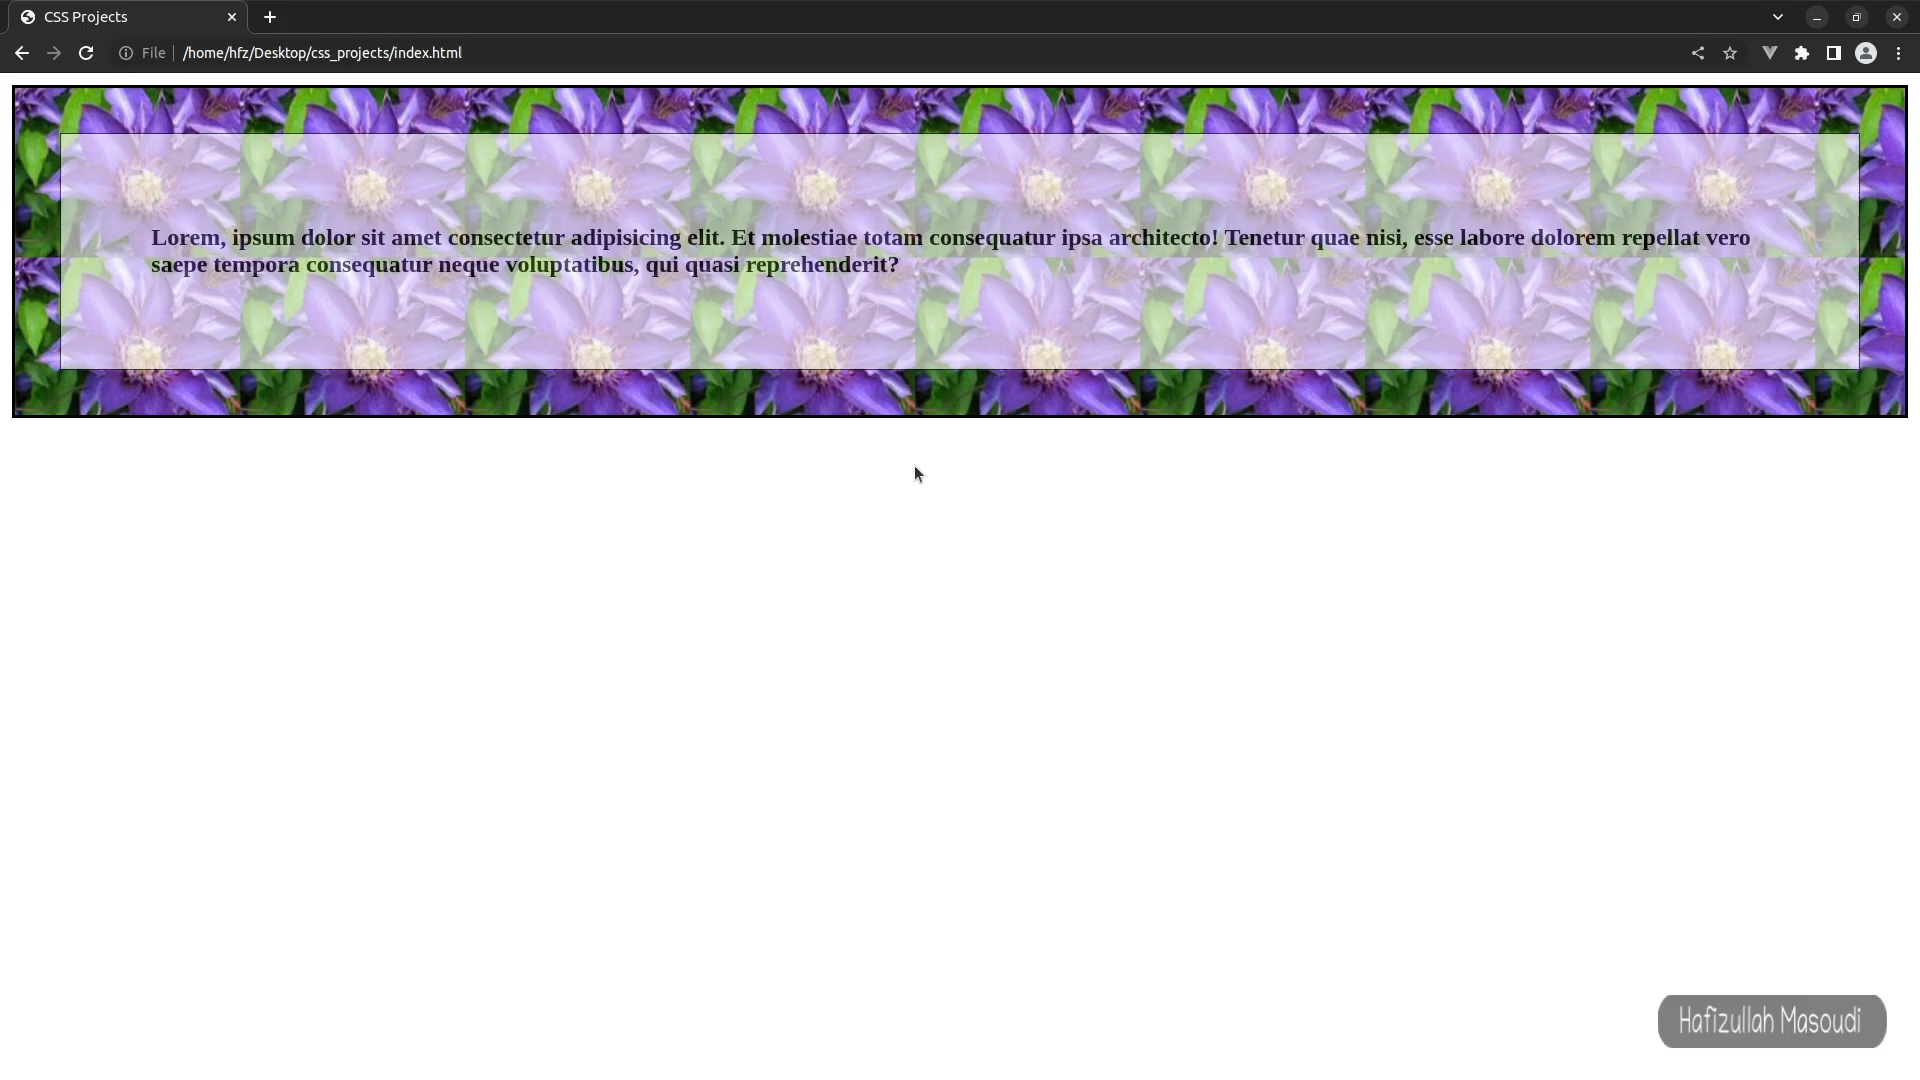 CSS Projects
File /home/hfz/Desktop/css_projects/index.html
Lorem, ipsum dolor sit amet consectetur adipisicing elit. Et molestiae totam consequatur ipsa architecto! Tenetur quae nisi, esse labore dolorem repellat vero
saepe tempora consequatur neque voluptatibus, qui quasi reprehenderit?
Hafizullah Masoudi